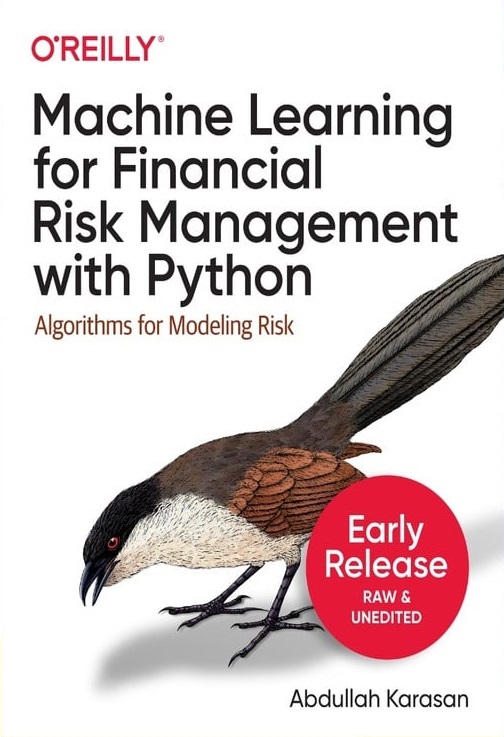 O'REILLY®
Machine Learning
for Financial
Risk Management
with Python
Algorithms for Modeling Risk
Early
Release
RAW &
UNEDITED
Abdullah Karasan